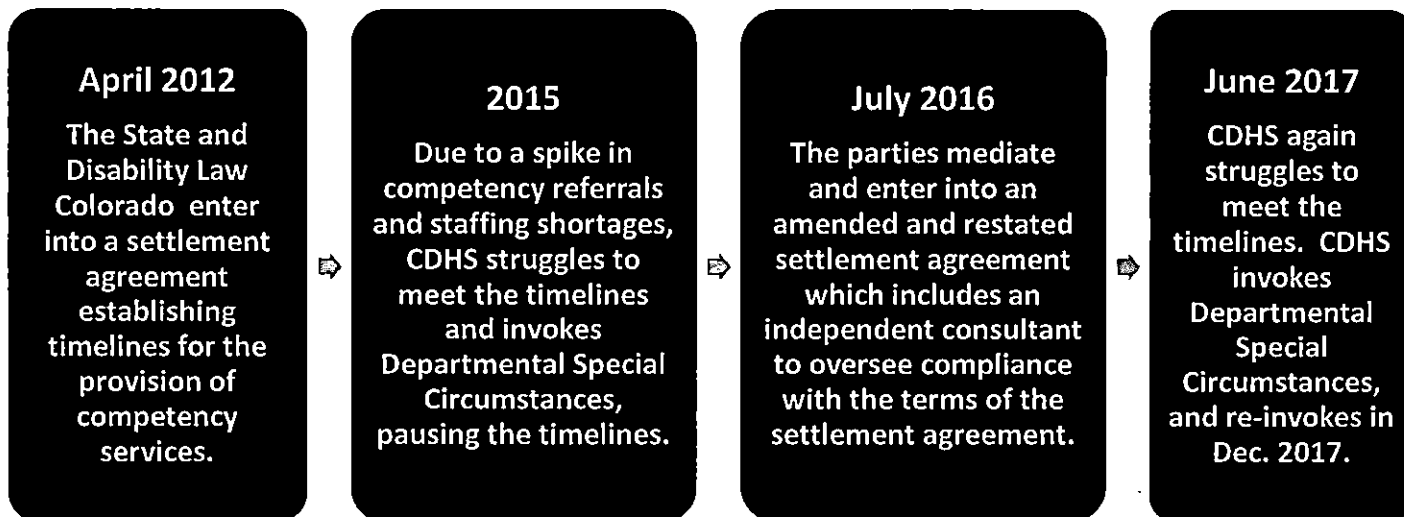 April 2012
The State and
Disability Law
Colorado enter
into a settlement
agreement
establishing
timelines for the
provision of
competency
services.
2015
Due to a spike in
competency referrals
and staffing shortages,
CDHS struggles to
meet the timelines
and invokes
Departmental Special
Circumstances,
pausing the timelines.
July 2016
The parties mediate
and enter into an
amended and restated
settlement agreement
which includes an
independent consultant
to oversee compliance
with the terms of the
settlement agreement.
June 2017
CDHS again
struggles to
meet the
timelines. CDHS
invokes
Departmental
Special
Circumstances,
and re-invokes in
Dec. 2017.